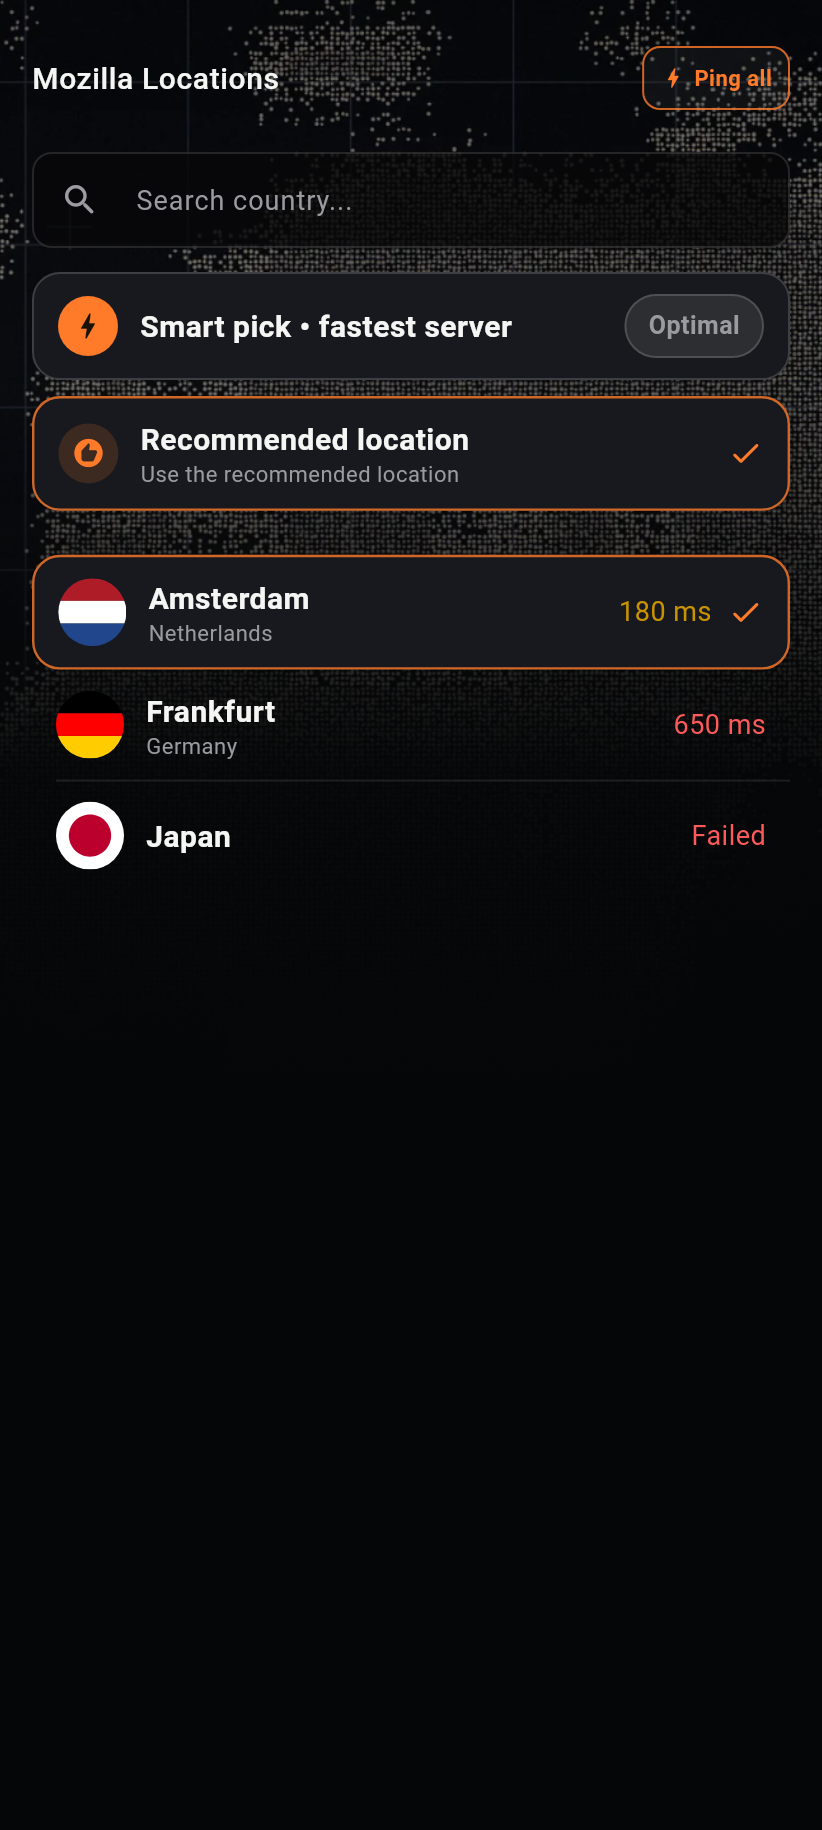 Mozilla Locations
Ping all
Search country...
Smart pick • fastest server
Optimal
Recommended location
Use the recommended location
Amsterdam
Netherlands
180 ms
Frankfurt
Germany
650 ms
Japan
Failed